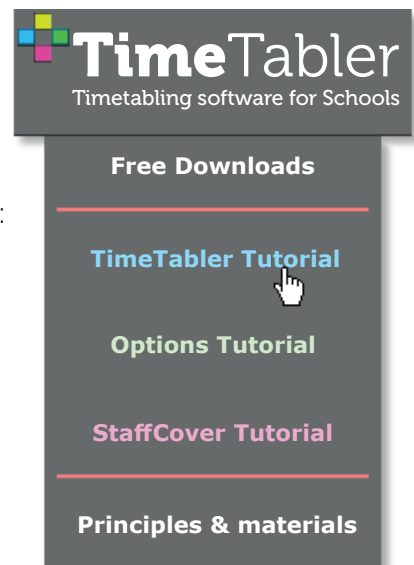 TimeTabler
Timetabling software for Schools
Free Downloads
:
TimeTabler Tutorial
Options Tutorial
StaffCover Tutorial
Principles & materials